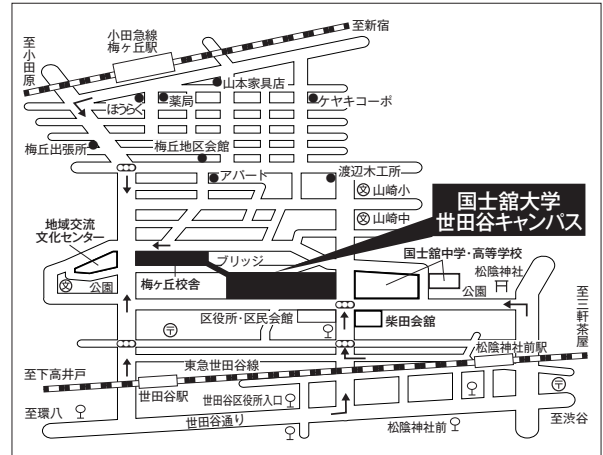 至新宿
小田急線
梅ヶ丘駅
至小田原
山本家具店
ほうらく
薬局
ケヤキコーポ
梅丘出張所
梅丘地区会館
アパート
渡辺木工所
文
山崎小
文
山崎中
国士舘大学
世田谷キャンパス
地域交流
文化センター
ブリッジ
国士舘中学・高等学校
松陰神社
文
公園
梅ヶ丘校舎
公園
至三軒茶屋
区役所・区民会館
柴田会館
〒
松陰神社前駅
至下高井戸
東急世田谷線
世田谷駅
世田谷区役所入口
〒
至環八
世田谷通り
松陰神社前
至渋谷